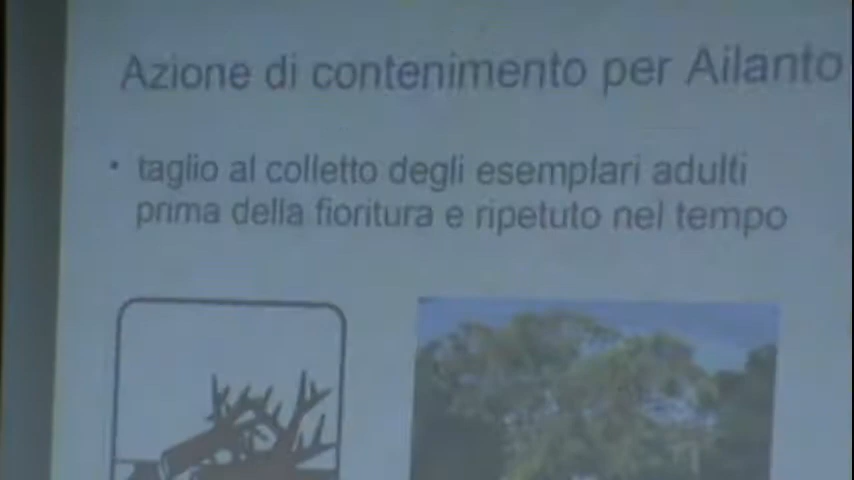 Azione di contenimento per Ailanto
• taglio al colletto degli esemplari adulti
prima della fioritura e ripetuto nel tempo